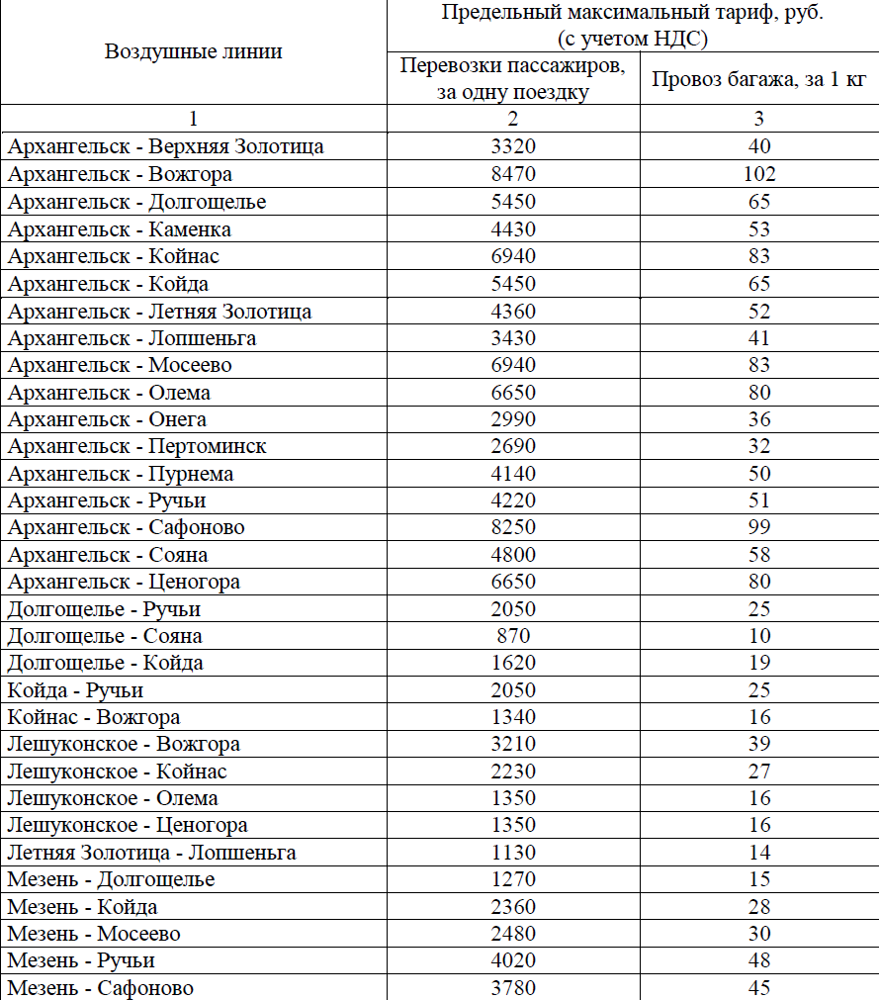 Воздушные линии
Предельный максимальный тариф, руб.
(с учетом НДС)
Перевозки пассажиров,
за одну поездку
Провоз багажа, за 1 кг
1 2 3
Архангельск - Верхняя Золотица 3320 40
Архангельск - Вожгора 8470 102
Архангельск - Долгощелье 5450 65
Архангельск - Каменка 4430 53
Архангельск - Койнас 6940 83
Архангельск - Койда 5450 65
Архангельск - Летняя Золотица 4360 52
Архангельск - Лопшеньга 3430 41
Архангельск - Мосеево 6940 83
Архангельск - Олема 6650 80
Архангельск - Онега 2990 36
Архангельск - Пертоминск 2690 32
Архангельск - Пурнема 4140 50
Архангельск - Ручьи 4220 51
Архангельск - Сафоново 8250 99
Архангельск - Сояна 4800 58
Архангельск - Ценогора 6650 80
Долгощелье - Ручьи 2050 25
Долгощелье - Сояна 870 10
Долгощелье - Койда 1620 19
Койда - Ручьи 2050 25
Койнас - Вожгора 1340 16
Лешуконское - Вожгора 3210 39
Лешуконское - Койнас 2230 27
Лешуконское - Олема 1350 16
Лешуконское - Ценогора 1350 16
Летняя Золотица - Лопшеньга 1130 14
Мезень - Долгощелье 1270 15
Мезень - Койда 2360 28
Мезень - Мосеево 2480 30
Мезень - Ручьи 4020 48
Мезень - Сафоново 3780 45